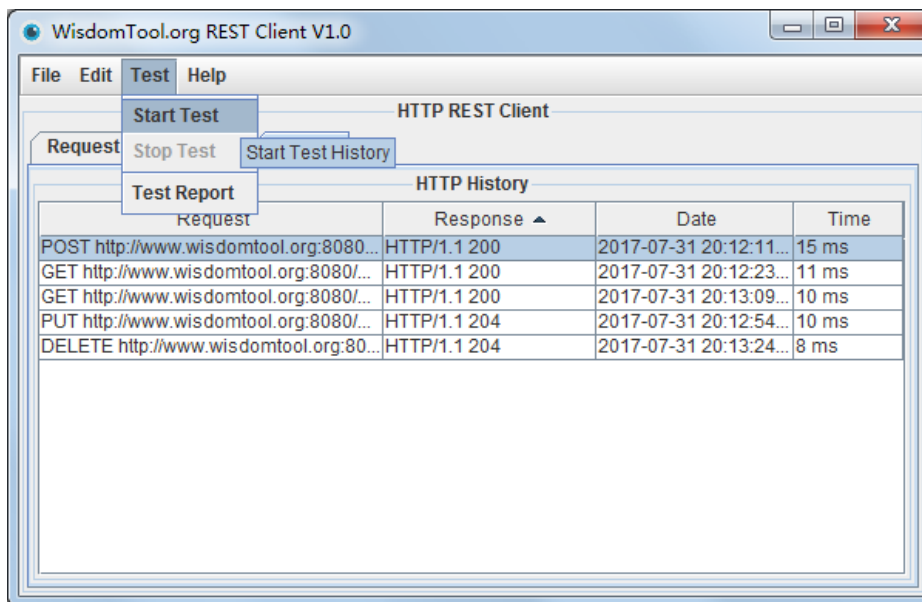 WisdomTool.org REST Client V1.0
File Edit Test Help
Start Test
HTTP REST Client
Request
Stop Test
Start Test History
Test Report
HTTP History
Request Response Date Time
POST http://www.wisdomtool.org:8080... HTTP/1.1 200 2017-07-31 20:12:11... 15 ms
GET http://www.wisdomtool.org:8080/... HTTP/1.1 200 2017-07-31 20:12:23... 11 ms
GET http://www.wisdomtool.org:8080/... HTTP/1.1 200 2017-07-31 20:13:09... 10 ms
PUT http://www.wisdomtool.org:8080/... HTTP/1.1 204 2017-07-31 20:12:54... 10 ms
DELETE http://www.wisdomtool.org:80... HTTP/1.1 204 2017-07-31 20:13:24... 8 ms